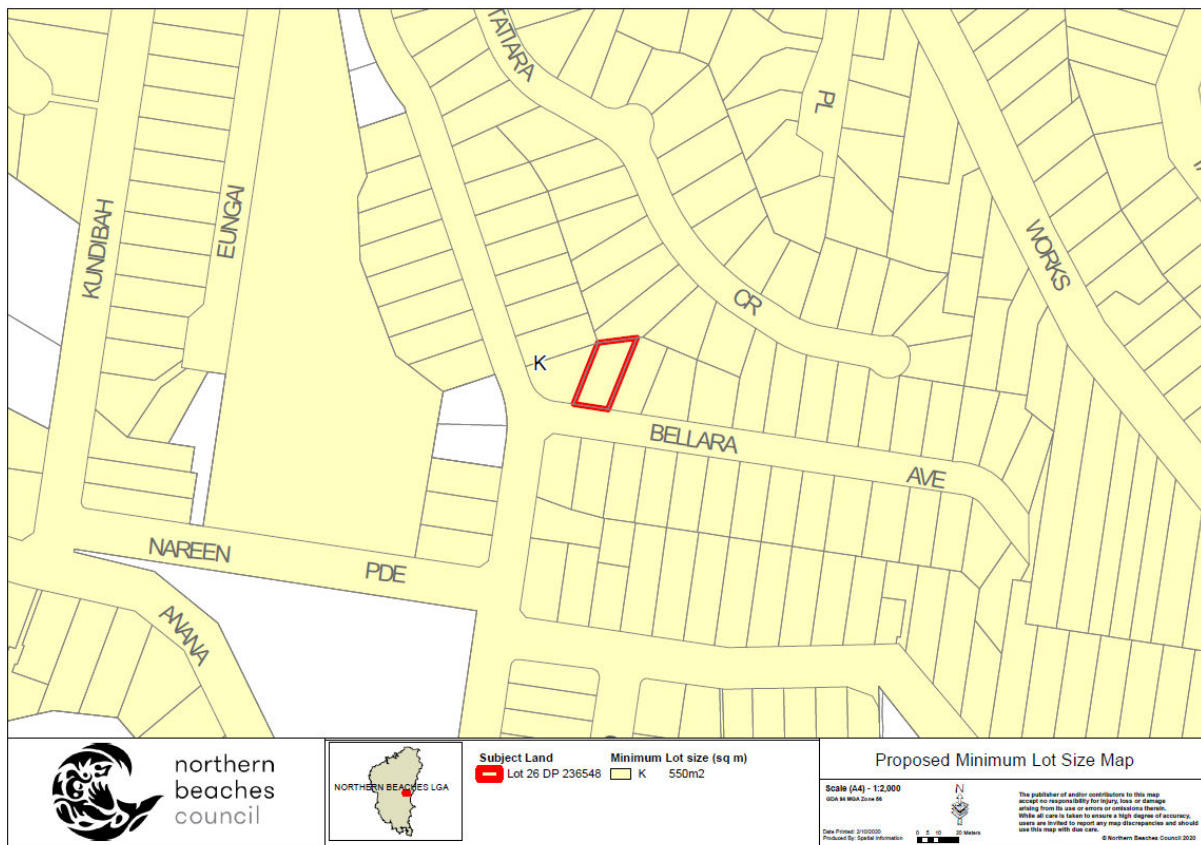 TATIARA
PL
KUNDIBAH
EUNGAI
WORKS
CR
K
BELLARA
AVE
NAREEN
PDE
ANANA
northern
beaches
council
NORTHERN BEACHES LGA
Subject Land
Lot 26 DP 236548
Minimum Lot size (sq m)
K 550m2
Proposed Minimum Lot Size Map
Scale (A4) - 1:2,000
GDA 94 MGA Zone 56
Date Printed: 2/10/2020
Produced By: Spatial Information
N
0 5 10 20 Meters
The publisher of and/or contributors to this map
accept no responsibility for injury, loss or damage
arising from its use or errors or omissions therein.
While all care is taken to ensure a high degree of accuracy,
users are invited to report any map discrepancies and should
use this map with due care.
© Northern Beaches Council 2020